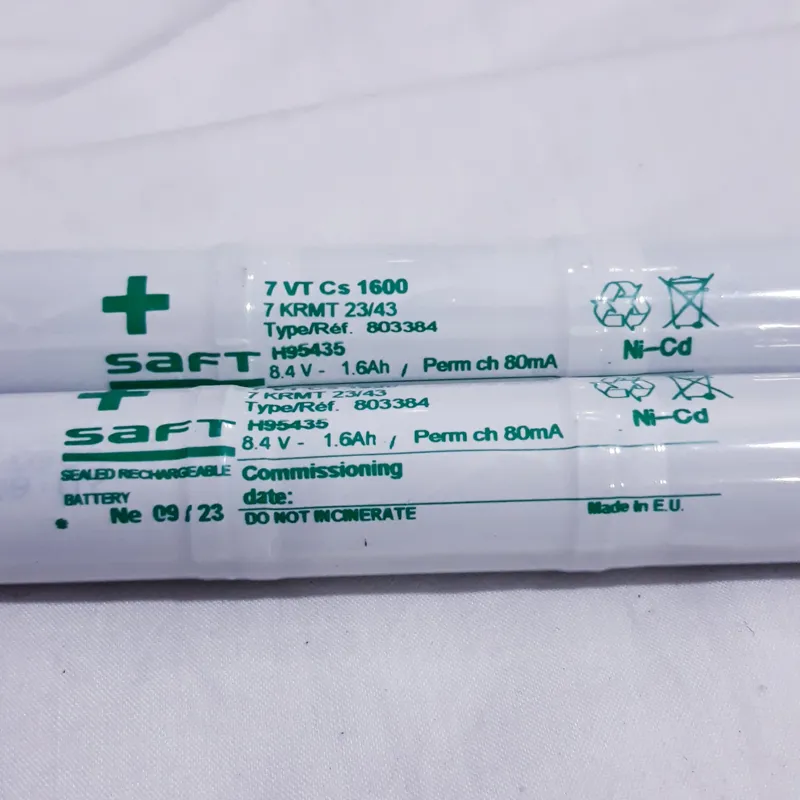 7 VT Cs 1600
7 KRMT 23/43
Type/Réf. 803384
H95435
8.4 V - 1.6Ah / Perm ch 80mA
saft
Ni-Cd
7 KRMT 23/43
Type/Réf. 803384
H95435
8.4 V - 1.6Ah / Perm ch 80mA
saft
Ni-Cd
SEALED RECHARGEABLE
BATTERY
Ne 09 / 23
Commissioning
date:
DO NOT INCINERATE
Made in E.U.